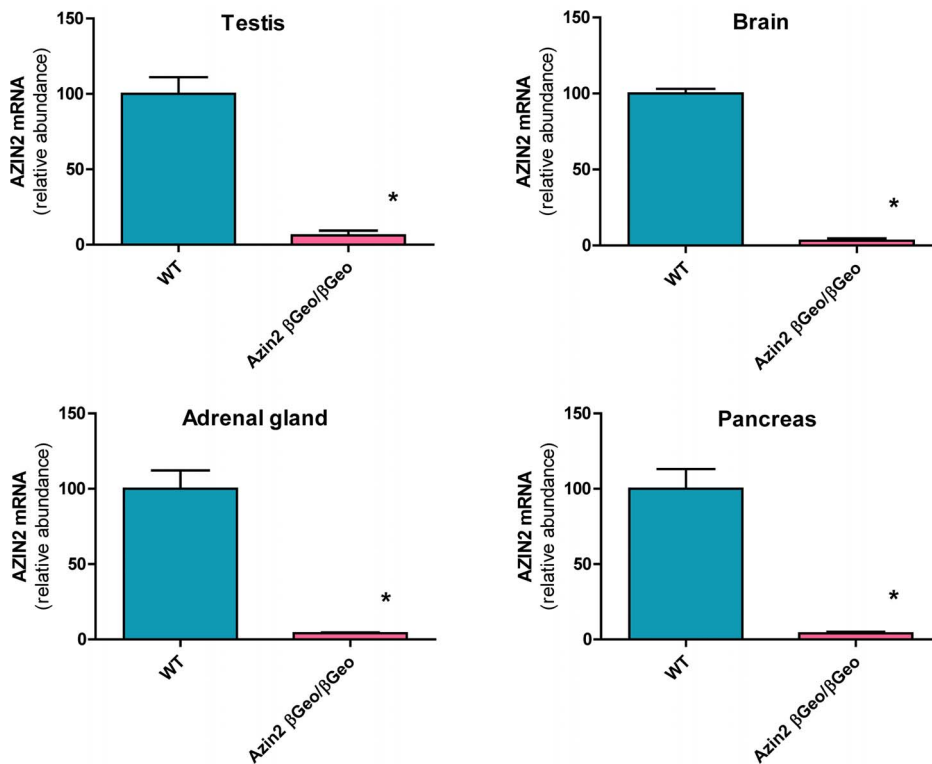 Testis
AZIN2 mRNA
(relative abundance)
150
100
50
0
*
WT
Azin2 βGeo/βGeo
Brain
AZIN2 mRNA
(relative abundance)
150
100
50
0
*
WT
Azin2 βGeo/βGeo
Adrenal gland
AZIN2 mRNA
(relative abundance)
150
100
50
0
*
WT
Azin2 βGeo/βGeo
Pancreas
AZIN2 mRNA
(relative abundance)
150
100
50
0
*
WT
Azin2 βGeo/βGeo